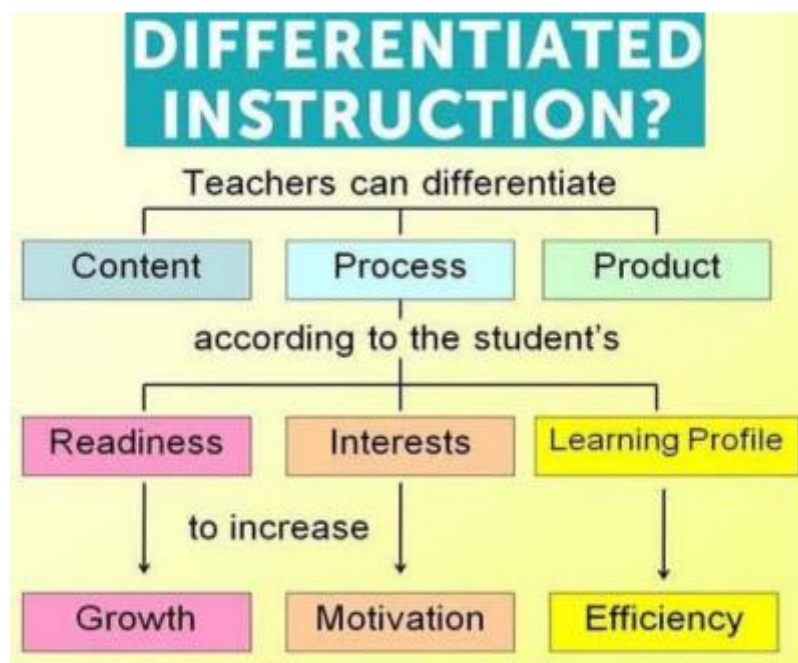 DIFFERENTIATED
INSTRUCTION?
Teachers can differentiate
Content
Process
Product
according to the student's
Readiness
Interests
Learning Profile
to increase
Growth
Motivation
Efficiency